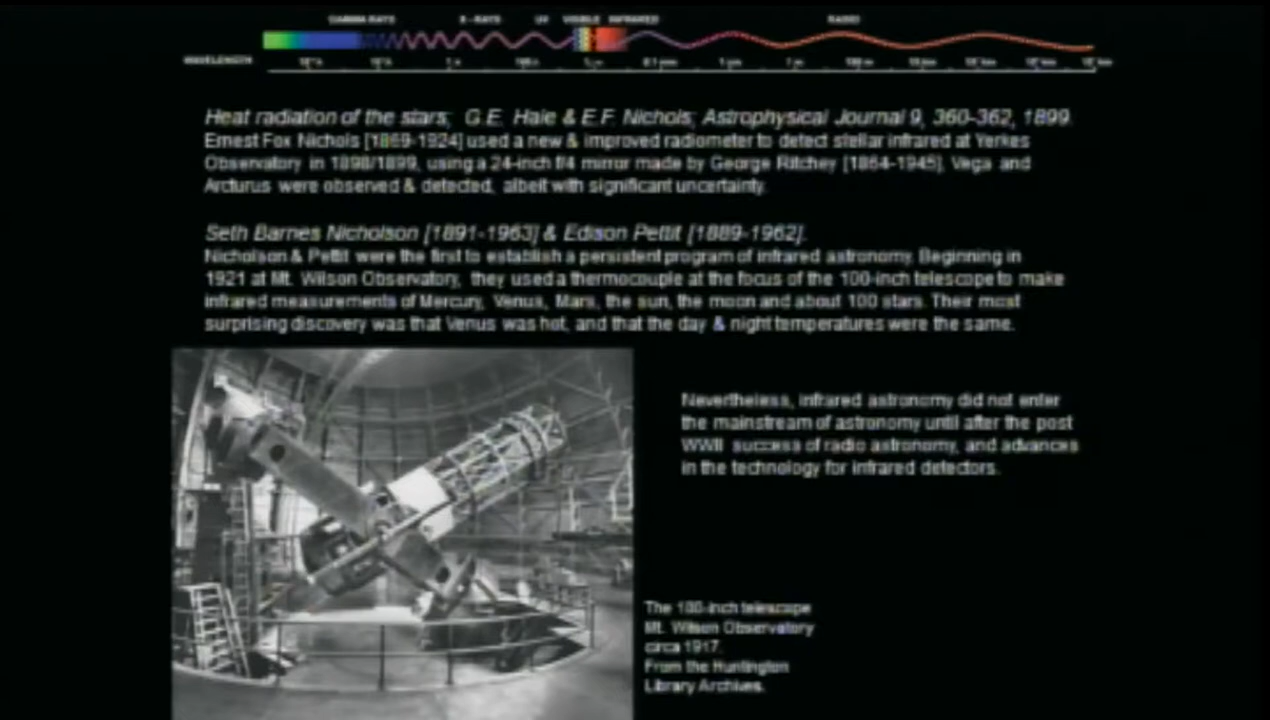 GAMMA RAYS X-RAYS UV VISIBLE INFRARED RADIO
WAVELENGTH
Heat radiation of the stars; G.E. Hale & E.F. Nichols; Astrophysical Journal 9, 360-362, 1899.
Ernest Fox Nichols [1869-1924] used a new & improved radiometer to detect stellar infrared at Yerkes
Observatory in 1898/1899, using a 24-inch f/4 mirror made by George Ritchey [1864-1945]. Vega and
Arcturus were observed & detected, albeit with significant uncertainty.
Seth Barnes Nicholson [1891-1963] & Edison Pettit [1889-1962].
Nicholson & Pettit were the first to establish a persistent program of infrared astronomy. Beginning in
1921 at Mt. Wilson Observatory, they used a thermocouple at the focus of the 100-inch telescope to make
infrared measurements of Mercury, Venus, Mars, the sun, the moon and about 100 stars. Their most
surprising discovery was that Venus was hot, and that the day & night temperatures were the same.
Nevertheless, infrared astronomy did not enter
the mainstream of astronomy until after the post
WWII success of radio astronomy, and advances
in the technology for infrared detectors.
The 100-inch telescope
Mt. Wilson Observatory
circa 1917.
From the Huntington
Library Archives.